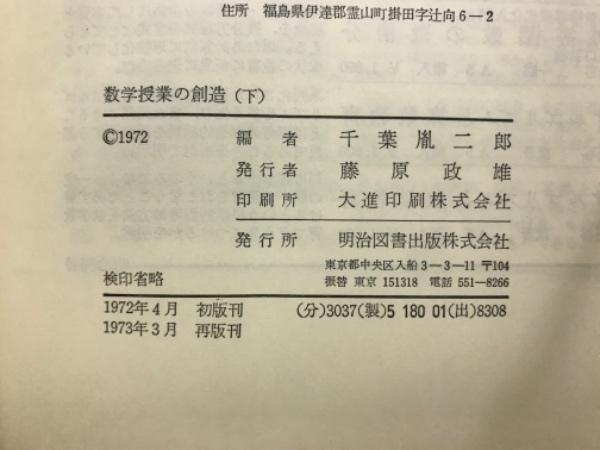 住所 福島県伊達郡霊山町掛田字辻向6-2
数学授業の創造(下)
©1972 編者 千葉胤二郎
発行者 藤原政雄
印刷所 大進印刷株式会社
発行所 明治図書出版株式会社
東京都中央区入船3-3-11 〒104
検印省略 振替 東京 151318 電話 551-8266
1972年4月 初版刊 (分)3037(製)5 180 01(出)8308
1973年3月 再版刊